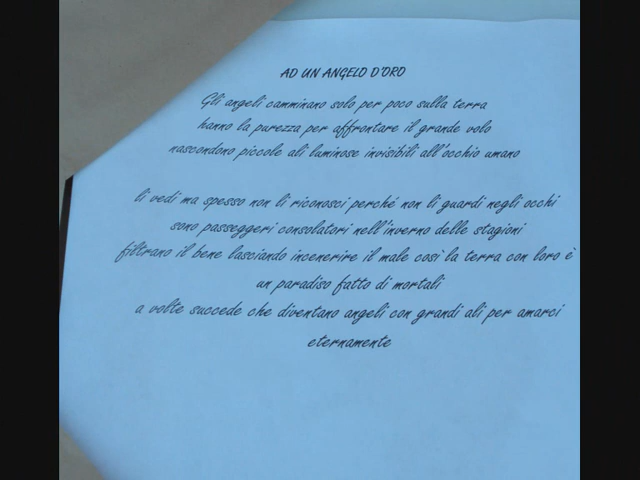 AD UN ANGELO D'ORO
Gli angeli camminano solo per poco sulla terra
hanno la purezza per affrontare il grande volo
nascondono piccole ali luminose invisibili all'occhio umano
li vedi ma spesso non li riconosci perché non li guardi negli occhi
sono passeggeri consolatori nell'inverno delle stagioni
filtrano il bene lasciando incenerire il male così la terra con loro è
un paradiso fatto di mortali
a volte succede che diventano angeli con grandi ali per amarci
eternamente